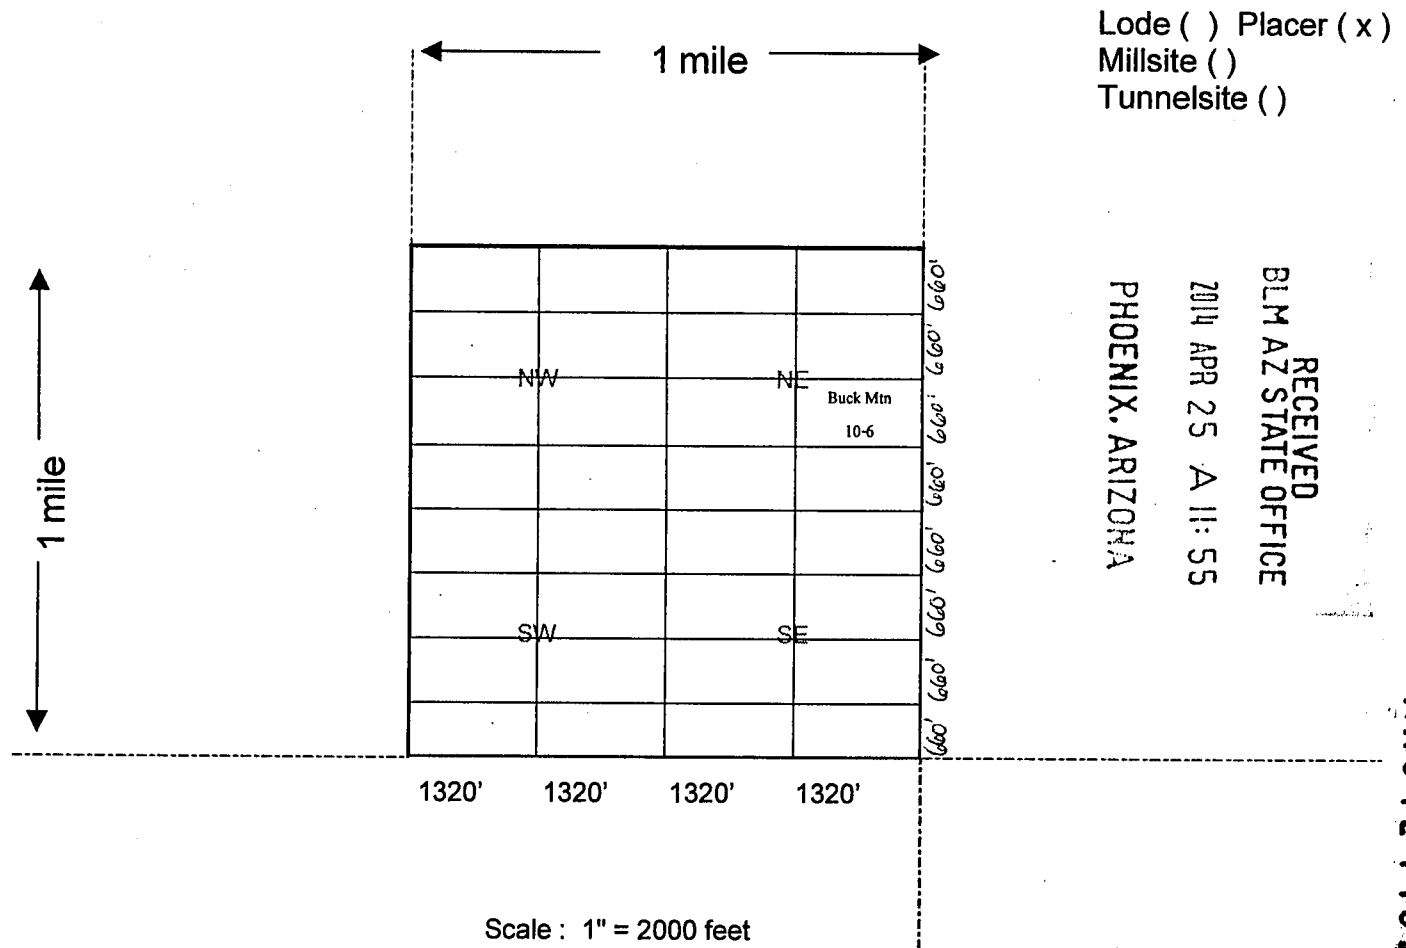 Lode ( ) Placer ( x )
Millsite ( )
Tunnelsite ( )
1 mile
1 mile
NW
NE
Buck Mtn
10-6
SW
SE
660'
660'
660'
660'
660'
660'
660'
660'
1320'
1320'
1320'
1320'
Scale : 1" = 2000 feet
RECEIVED
BLM AZ STATE OFFICE
2014 APR 25 A 11: 55
PHOENIX, ARIZONA